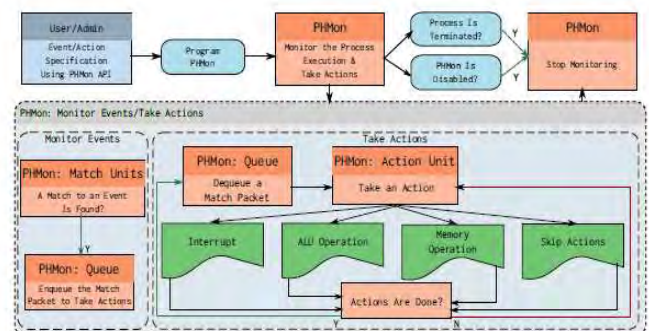 User/Admin
Event/Action
Specification
Using PHMon API
Program
PHMon
PHMon
Monitor the Process
Execution &
Take Actions
Process Is
Terminated?
PHMon Is
Disabled?
Y
Y
PHMon
Stop Monitoring
PHMon: Monitor Events/Take Actions
Monitor Events
PHMon: Match Units
A Match to an Event
Is Found?
Y
PHMon: Queue
Enqueue the Match
Packet to Take Actions
Take Actions
PHMon: Queue
Dequeue a
Match Packet
PHMon: Action Unit
Take an Action
Interrupt
ALU Operation
Memory
Operation
Skip Actions
Actions Are Done?
Y
N